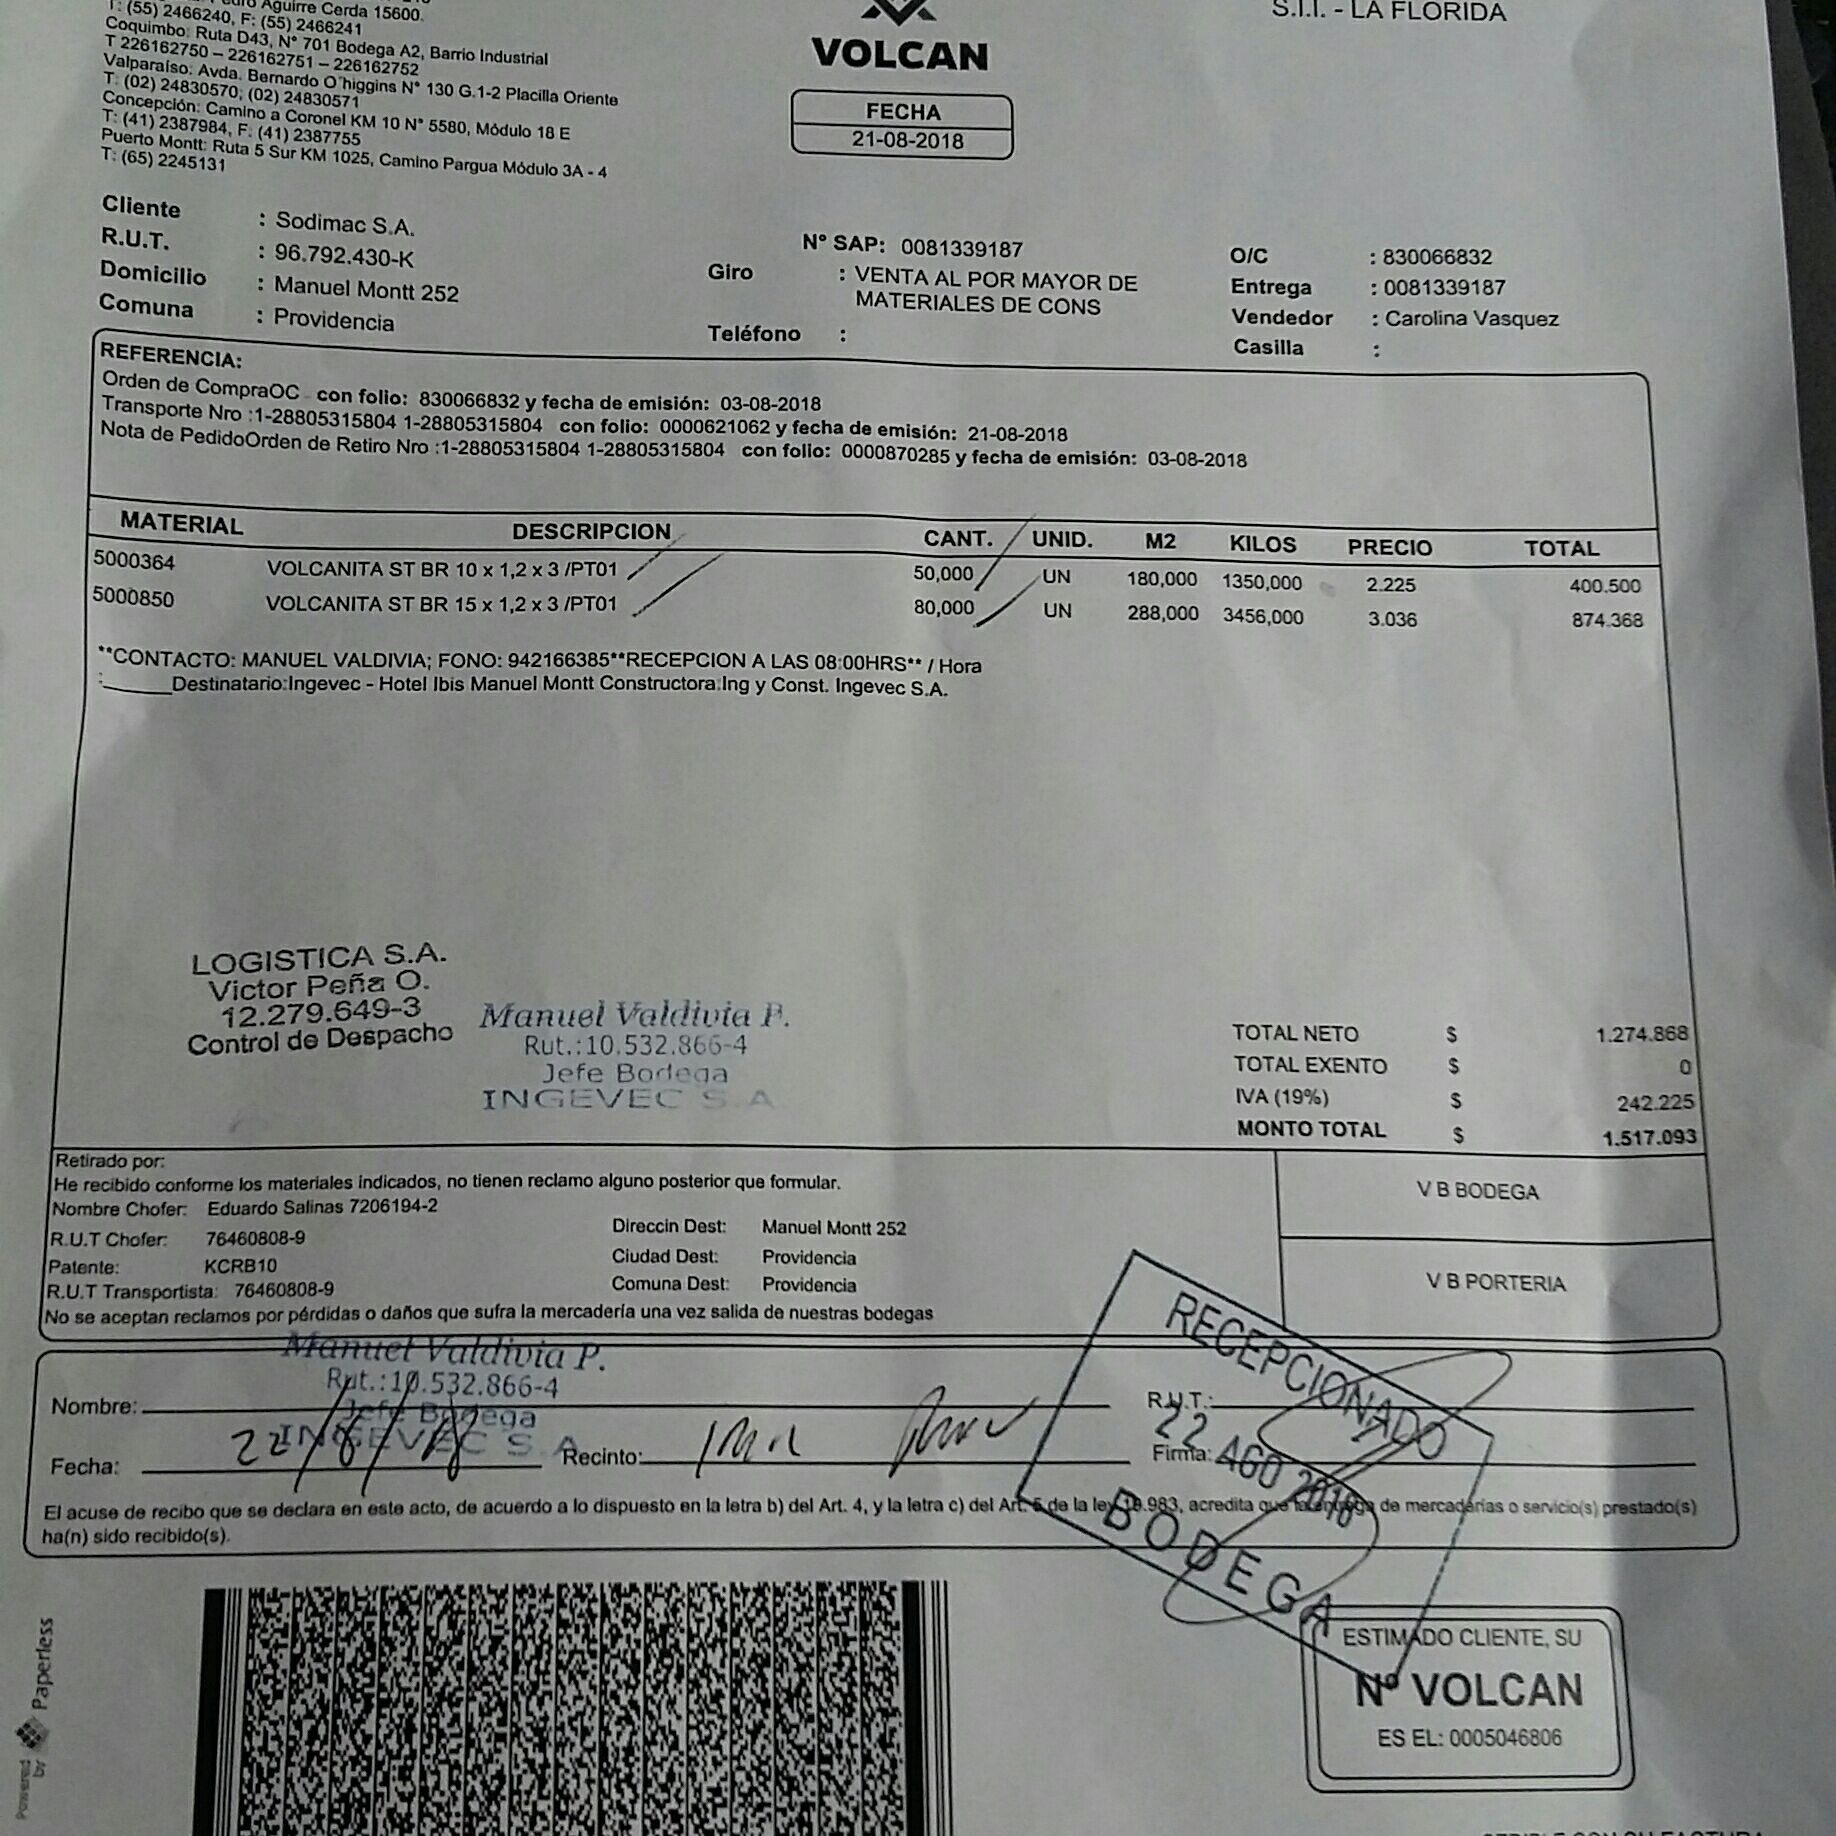 Aguirre Cerda 15600.
T: (55) 2466240, F: (55) 2466241
Coquimbo: Ruta D43, N° 701 Bodega A2, Barrio Industrial
T 226162750 – 226162751 – 226162752
Valparaíso: Avda. Bernardo O´higgins N° 130 G.1-2 Placilla Oriente
T: (02) 24830570; (02) 24830571
Concepción: Camino a Coronel KM 10 N° 5580, Módulo 18 E
T: (41) 2387984, F: (41) 2387755
Puerto Montt: Ruta 5 Sur KM 1025, Camino Pargua Módulo 3A - 4
T: (65) 2245131
VOLCAN
FECHA
21-08-2018
S.I.I. - LA FLORIDA
Cliente : Sodimac S.A.
R.U.T. : 96.792.430-K
Domicilio : Manuel Montt 252
Comuna : Providencia
N° SAP: 0081339187
Giro : VENTA AL POR MAYOR DE
MATERIALES DE CONS
Teléfono :
O/C : 830066832
Entrega : 0081339187
Vendedor : Carolina Vasquez
Casilla :
REFERENCIA:
Orden de CompraOC con folio: 830066832 y fecha de emisión: 03-08-2018
Transporte Nro :1-28805315804 1-28805315804 con folio: 0000621062 y fecha de emisión: 21-08-2018
Nota de PedidoOrden de Retiro Nro :1-28805315804 1-28805315804 con folio: 0000870285 y fecha de emisión: 03-08-2018
MATERIAL DESCRIPCION CANT. UNID. M2 KILOS PRECIO TOTAL
5000364 VOLCANITA ST BR 10 x 1,2 x 3 /PT01 50,000 UN 180,000 1350,000 2.225 400.500
5000850 VOLCANITA ST BR 15 x 1,2 x 3 /PT01 80,000 UN 288,000 3456,000 3.036 874.368
**CONTACTO: MANUEL VALDIVIA; FONO: 942166385**RECEPCION A LAS 08:00HRS** / Hora
:______Destinatario:Ingevec - Hotel Ibis Manuel Montt Constructora:Ing y Const. Ingevec S.A.
LOGISTICA S.A.
Victor Peña O.
12.279.649-3
Control de Despacho
Manuel Valdivia P.
Rut.:10.532.866-4
Jefe Bodega
INGEVEC S.A
TOTAL NETO $ 1.274.868
TOTAL EXENTO $ 0
IVA (19%) $ 242.225
MONTO TOTAL $ 1.517.093
Retirado por:
He recibido conforme los materiales indicados, no tienen reclamo alguno posterior que formular.
Nombre Chofer: Eduardo Salinas 7206194-2
R.U.T Chofer: 76460808-9
Patente: KCRB10
R.U.T Transportista: 76460808-9
Direccin Dest: Manuel Montt 252
Ciudad Dest: Providencia
Comuna Dest: Providencia
No se aceptan reclamos por pérdidas o daños que sufra la mercadería una vez salida de nuestras bodegas
V B BODEGA
V B PORTERIA
Manuel Valdivia P.
Rut.:10.532.866-4
Jefe Bodega
INGEVEC S.A
Nombre:
R.U.T.:
Fecha: 22/8/18 Recinto:
Firma:
RECEPCIONADO
22 AGO 2018
BODEGA
El acuse de recibo que se declara en este acto, de acuerdo a lo dispuesto en la letra b) del Art. 4, y la letra c) del Art. 5 de la ley 19.983, acredita que la entrega de mercaderías o servicio(s) prestado(s)
ha(n) sido recibido(s).
Powered by Paperless
ESTIMADO CLIENTE, SU
Nº VOLCAN
ES EL: 0005046806